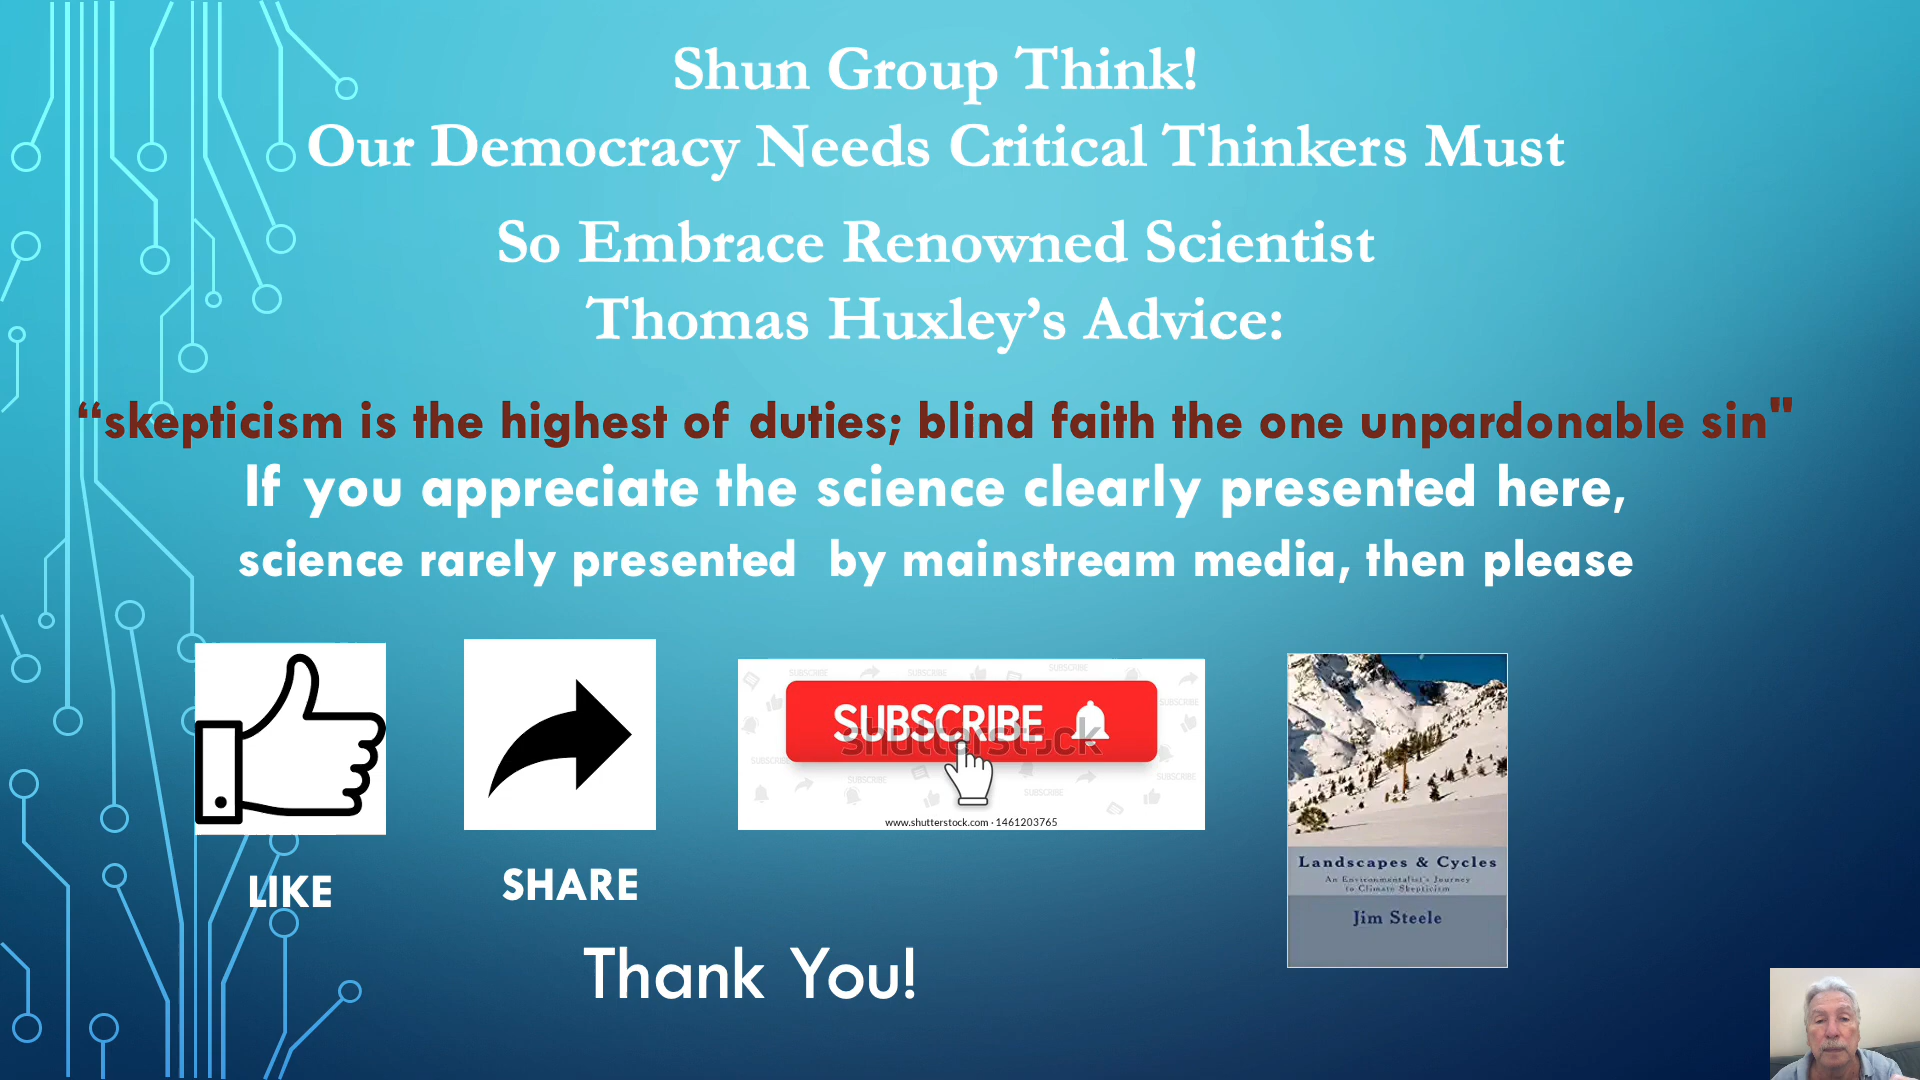 Shun Group Think!
Our Democracy Needs Critical Thinkers Must
So Embrace Renowned Scientist
Thomas Huxley’s Advice:
“skepticism is the highest of duties; blind faith the one unpardonable sin"
If you appreciate the science clearly presented here,
science rarely presented by mainstream media, then please
SUBSCRIBE
shutterstock
www.shutterstock.com · 1461203765
LIKE
SHARE
Landscapes & Cycles
An Environmentalist's Journey
to Climate Skepticism
Jim Steele
Thank You!